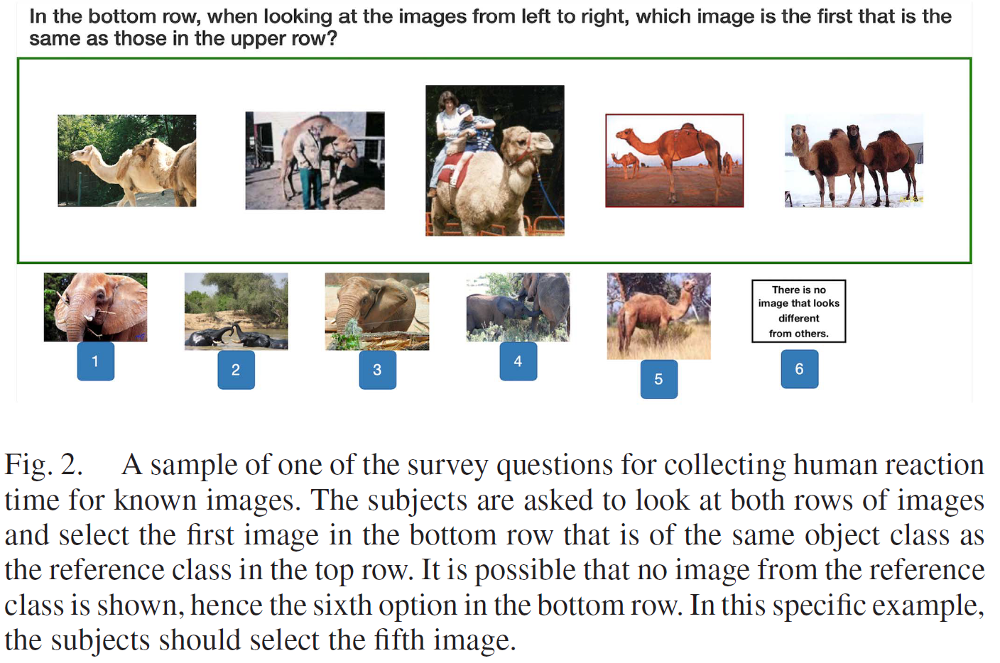 In the bottom row, when looking at the images from left to right, which image is the first that is the
same as those in the upper row?
There is no
image that looks
different
from others.
1
2
3
4
5
6
Fig. 2. A sample of one of the survey questions for collecting human reaction
time for known images. The subjects are asked to look at both rows of images
and select the first image in the bottom row that is of the same object class as
the reference class in the top row. It is possible that no image from the reference
class is shown, hence the sixth option in the bottom row. In this specific example,
the subjects should select the fifth image.